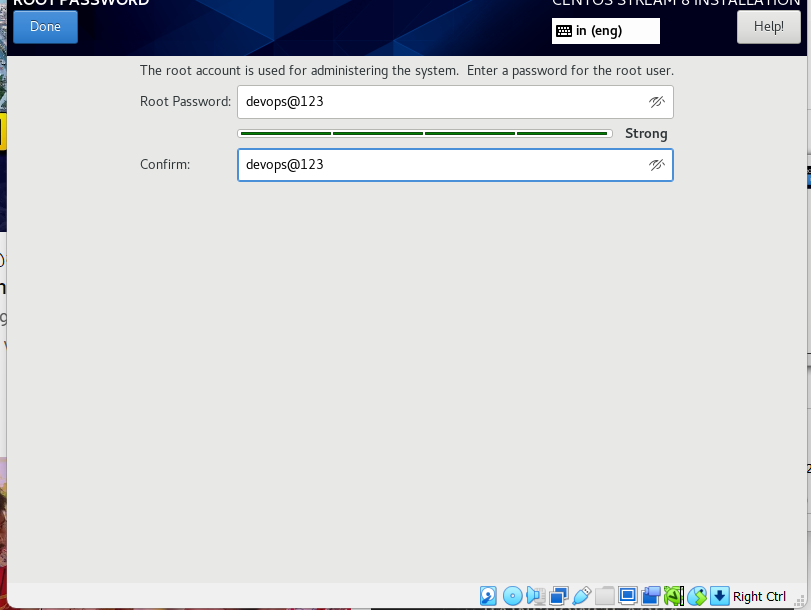 ROOT PASSWORD
CENTOS STREAM 8 INSTALLATION
Done
in (eng)
Help!
The root account is used for administering the system.  Enter a password for the root user.
Root Password:
devops@123
Strong
Confirm:
devops@123
Right Ctrl